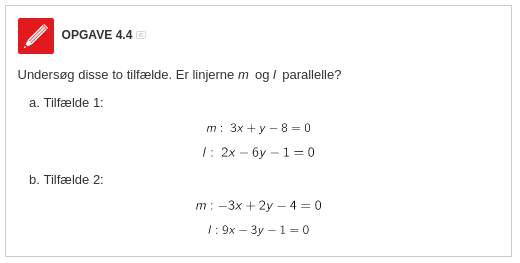 OPGAVE 4.4
Undersøg disse to tilfælde. Er linjerne m og l parallelle?
a. Tilfælde 1:
m : 3x + y − 8 = 0
l : 2x − 6y − 1 = 0
b. Tilfælde 2:
m : −3x + 2y − 4 = 0
l : 9x − 3y − 1 = 0